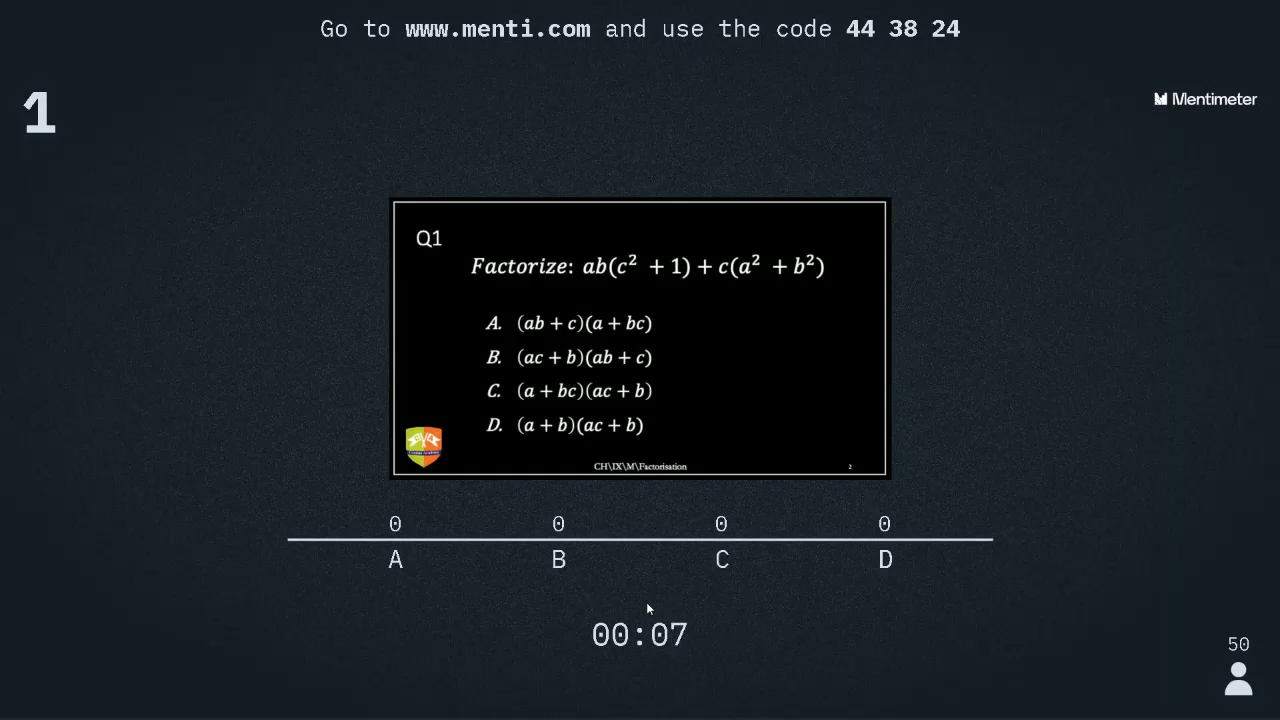 Go to www.menti.com and use the code 44 38 24
1
Mentimeter
Q1
Factorize: ab(c² + 1) + c(a² + b²)
A. (ab + c)(a + bc)
B. (ac + b)(ab + c)
C. (a + bc)(ac + b)
D. (a + b)(ac + b)
CH\IX\M\Factorisation 2
0 0 0 0
A B C D
00:07
50